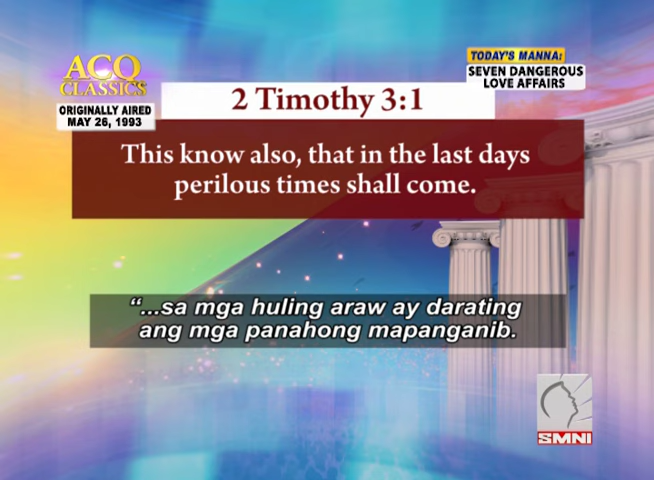 ACQ
CLASSICS
ORIGINALLY AIRED
MAY 26, 1993
TODAY'S MANNA:
SEVEN DANGEROUS
LOVE AFFAIRS
2 Timothy 3:1
This know also, that in the last days
perilous times shall come.
“...sa mga huling araw ay darating
ang mga panahong mapanganib.
SMNI